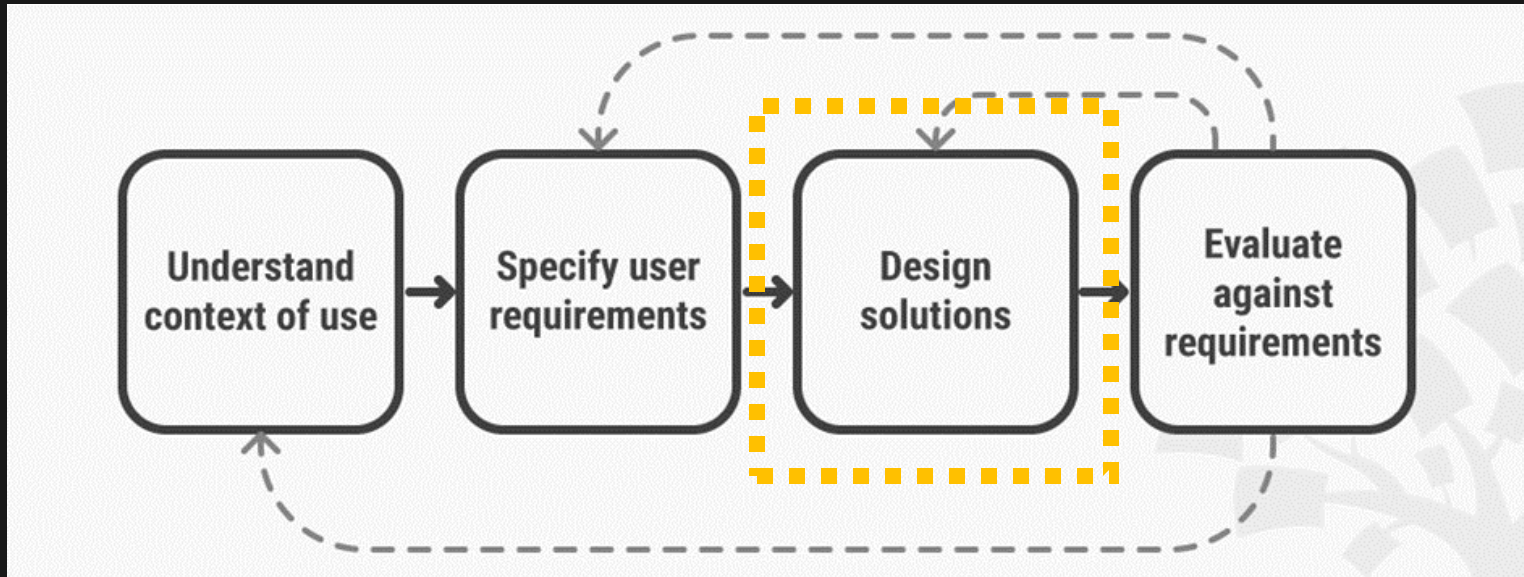 Understand
context of use
Specify user
requirements
Design
solutions
Evaluate
against
requirements